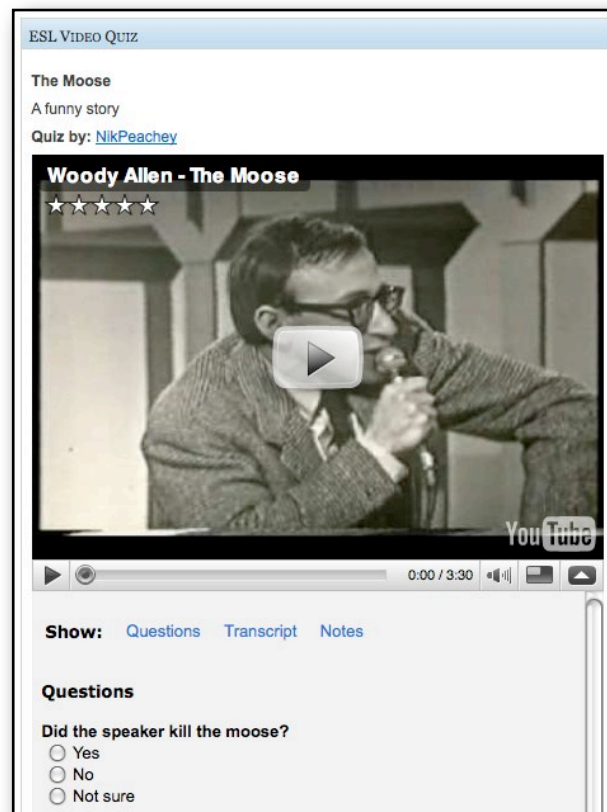 ESL VIDEO QUIZ
The Moose
A funny story
Quiz by: NikPeachey
Woody Allen - The Moose
YouTube
0:00 / 3:30
Show: Questions Transcript Notes
Questions
Did the speaker kill the moose?
Yes
No
Not sure